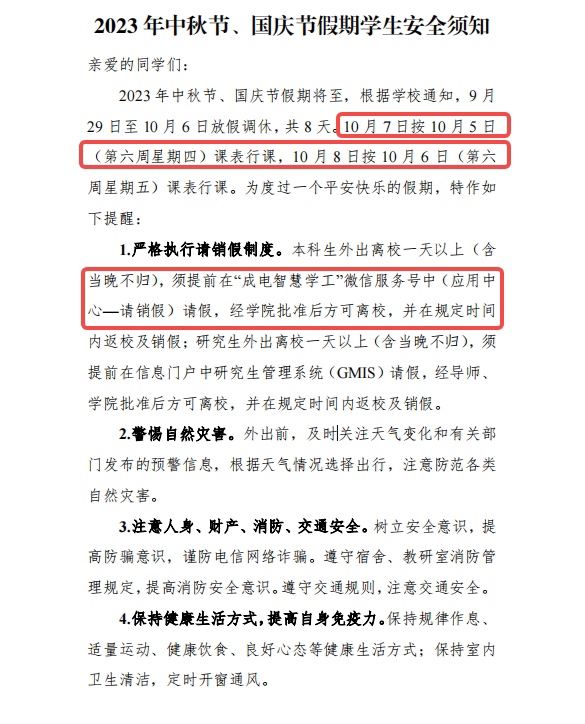 2023 年中秋节、国庆节假期学生安全须知
亲爱的同学们：
2023 年中秋节、国庆节假期将至，根据学校通知，9 月
29 日至 10 月 6 日放假调休，共 8 天。10 月 7 日按 10 月 5 日
（第六周星期四）课表行课，10 月 8 日按 10 月 6 日（第六
周星期五）课表行课。为度过一个平安快乐的假期，特作如
下提醒：
1.严格执行请销假制度。本科生外出离校一天以上（含
当晚不归），须提前在“成电智慧学工”微信服务号中（应用中
心—请销假）请假，经学院批准后方可离校，并在规定时间
内返校及销假；研究生外出离校一天以上（含当晚不归），须
提前在信息门户中研究生管理系统（GMIS）请假，经导师、
学院批准后方可离校，并在规定时间内返校及销假。
2.警惕自然灾害。外出前，及时关注天气变化和有关部
门发布的预警信息，根据天气情况选择出行，注意防范各类
自然灾害。
3.注意人身、财产、消防、交通安全。树立安全意识，提
高防骗意识，谨防电信网络诈骗。遵守宿舍、教研室消防管
理规定，提高消防安全意识。遵守交通规则，注意交通安全。
4.保持健康生活方式，提高自身免疫力。保持规律作息、
适量运动、健康饮食、良好心态等健康生活方式；保持室内
卫生清洁，定时开窗通风。